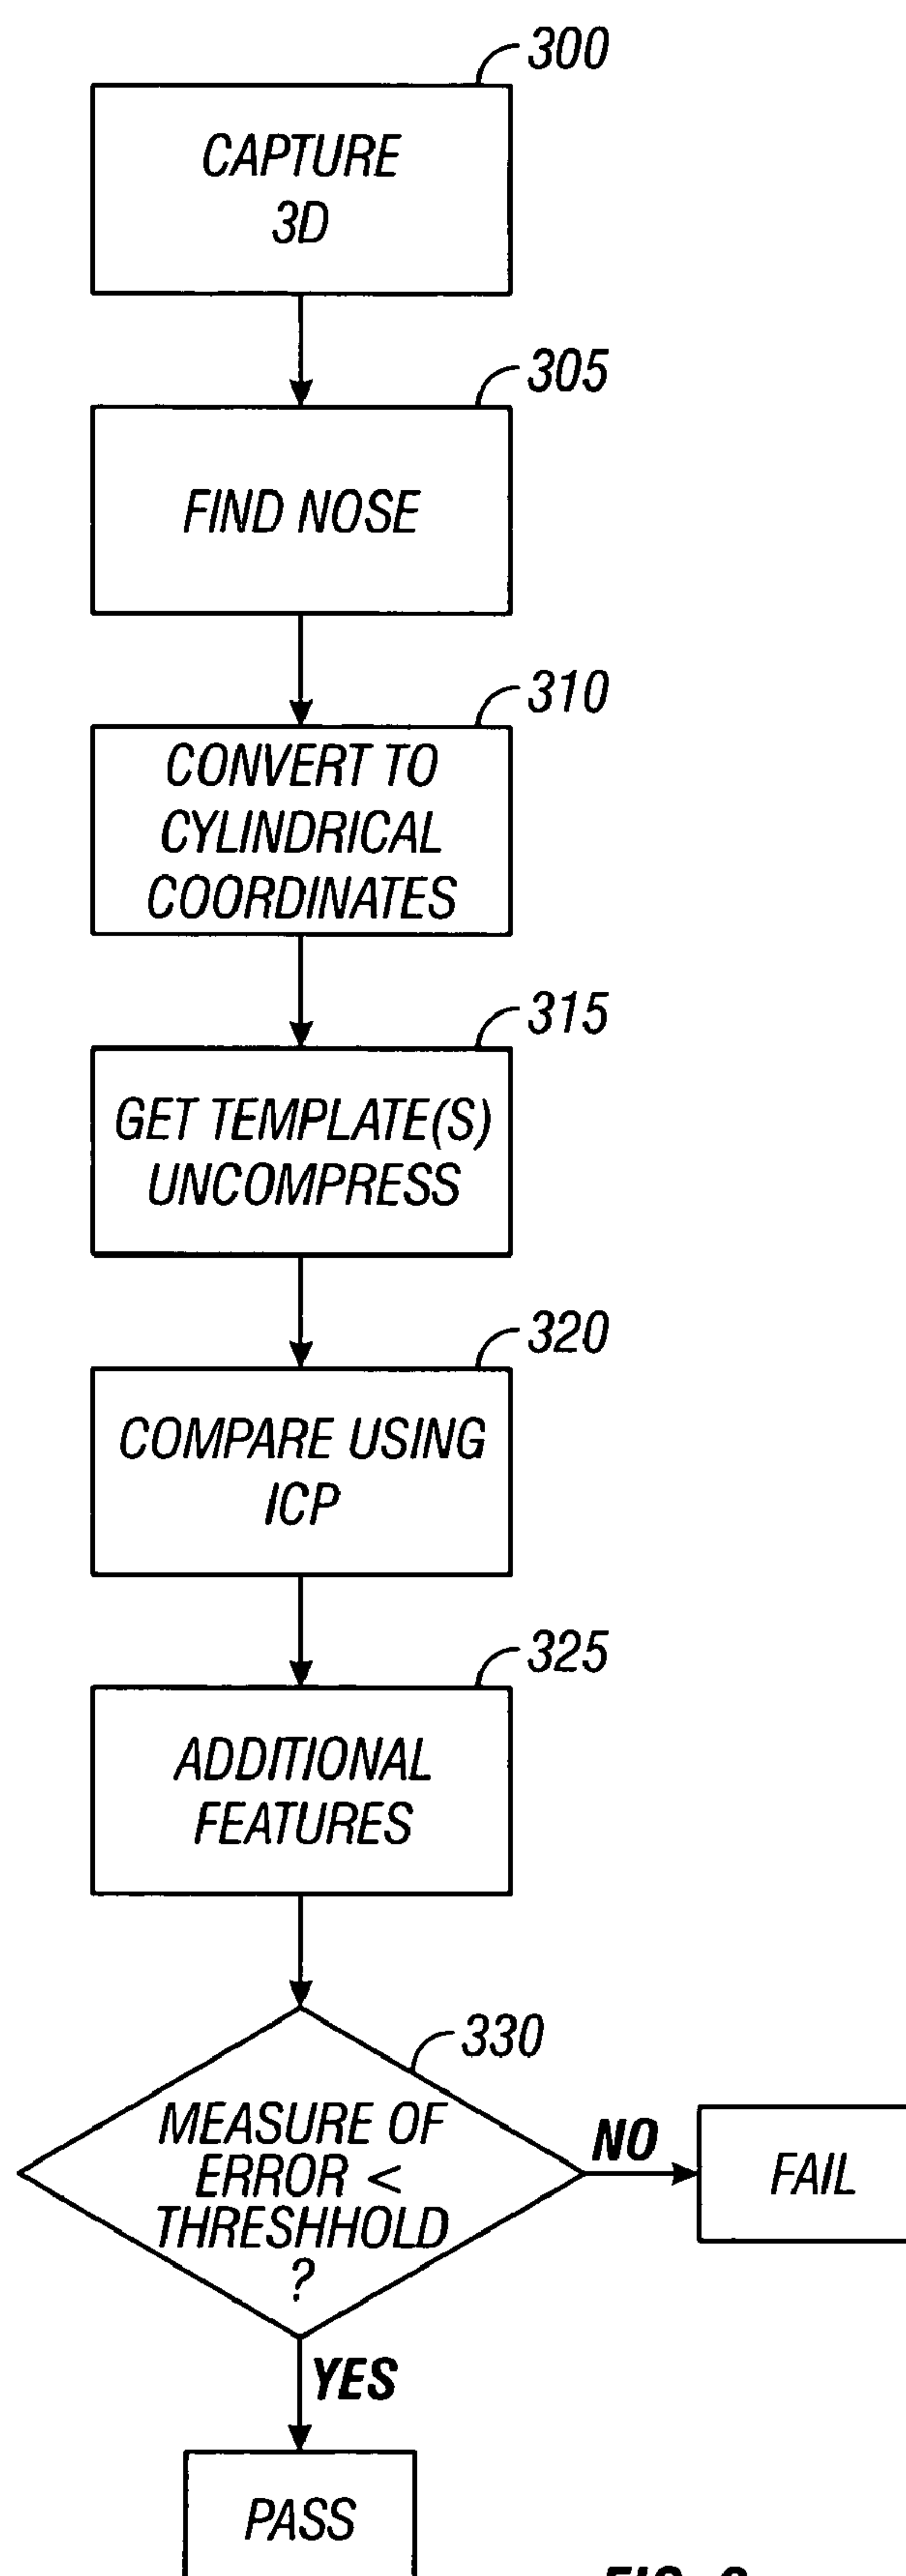 300
CAPTURE
3D
305
FIND NOSE
310
CONVERT TO
CYLINDRICAL
COORDINATES
315
GET TEMPLATE(S)
UNCOMPRESS
320
COMPARE USING
ICP
325
ADDITIONAL
FEATURES
330
MEASURE OF
ERROR <
THRESHHOLD
?
NO
FAIL
YES
PASS